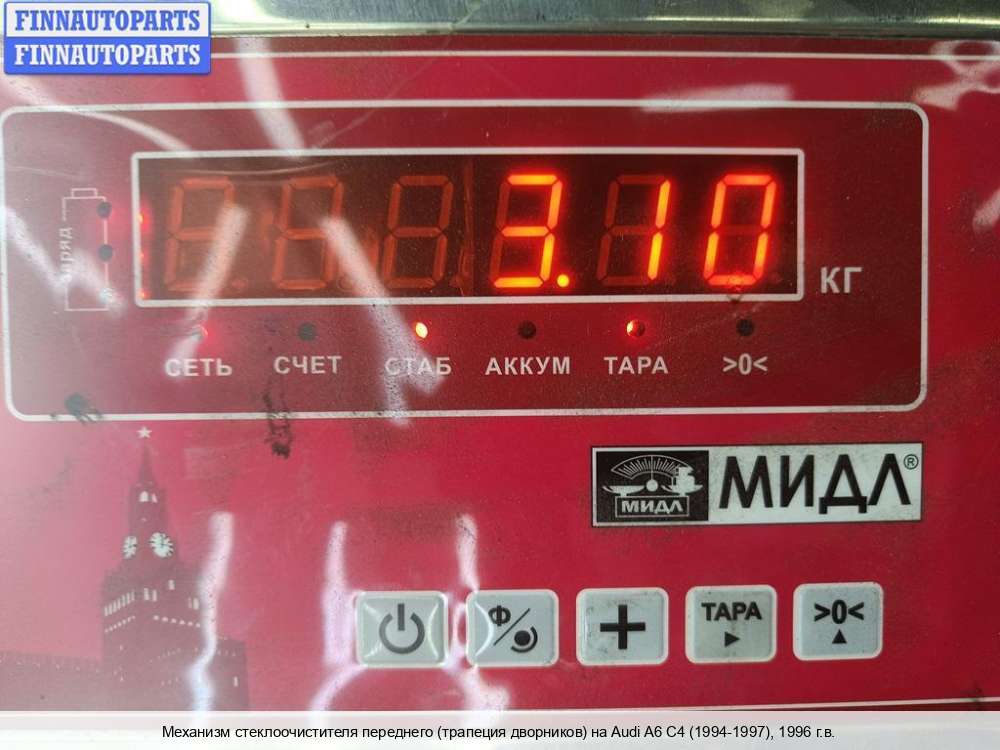 FINNAUTOPARTS
FINNAUTOPARTS
3.10
КГ
СЕТЬ СЧЕТ СТАБ АККУМ ТАРА >0<
МИДЛ МИДЛ®
Ф ТАРА >0<
Механизм стеклоочистителя переднего (трапеция дворников) на Audi A6 C4 (1994-1997), 1996 г.в.